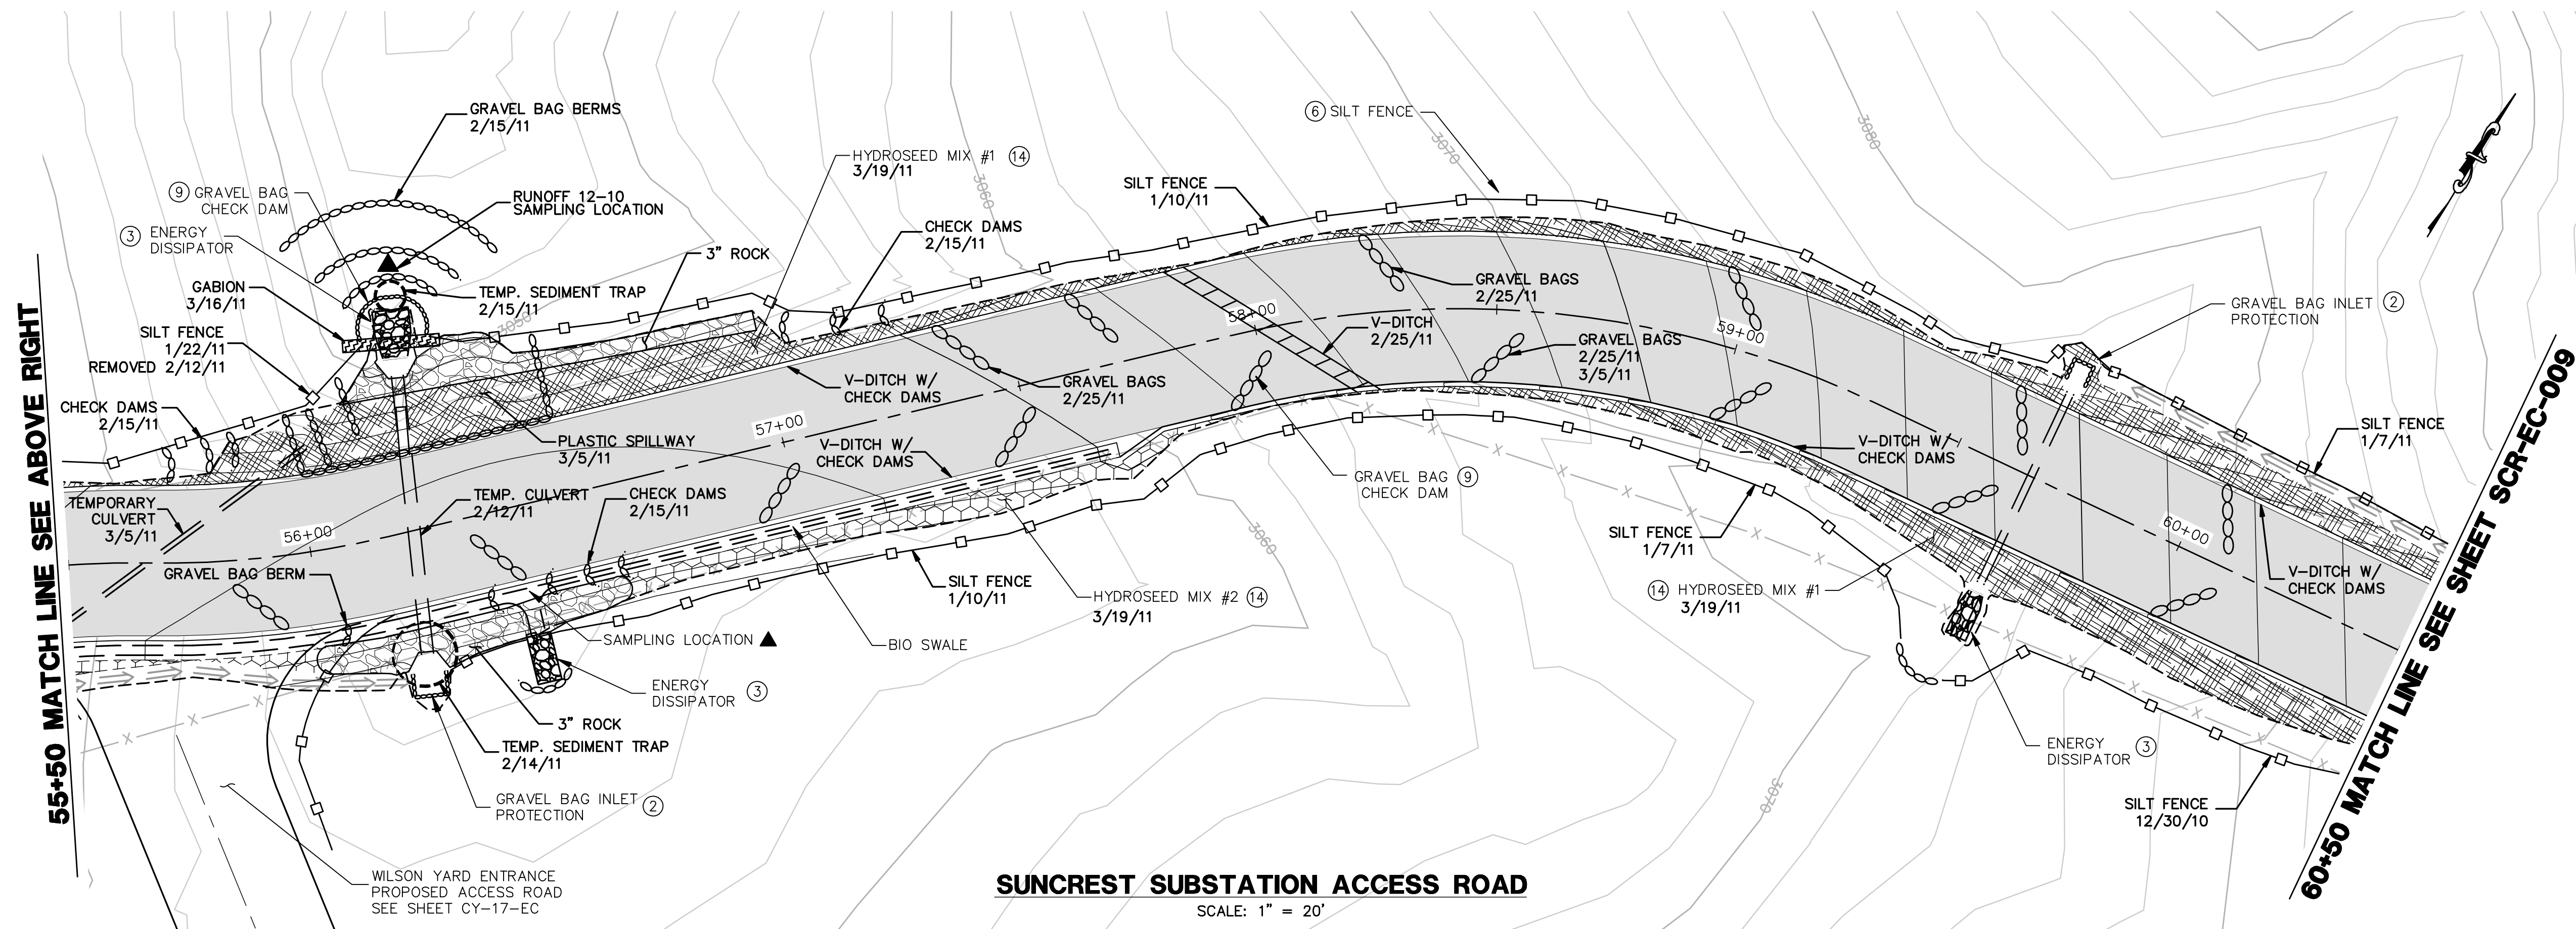 55+50 MATCH LINE SEE ABOVE RIGHT
GRAVEL BAG BERMS
2/15/11
9 GRAVEL BAG
CHECK DAM
3 ENERGY
DISSIPATOR
RUNOFF 12-10
SAMPLING LOCATION
GABION
3/16/11
TEMP. SEDIMENT TRAP
2/15/11
SILT FENCE
1/22/11
REMOVED 2/12/11
CHECK DAMS
2/15/11
3050
HYDROSEED MIX #1 14
3/19/11
3" ROCK
CHECK DAMS
2/15/11
3060
SILT FENCE
1/10/11
6 SILT FENCE
3070
3080
GRAVEL BAGS
2/25/11
58+00
V-DITCH
2/25/11
GRAVEL BAGS
2/25/11
3/5/11
59+00
GRAVEL BAG INLET 2
PROTECTION
SILT FENCE
1/7/11
V-DITCH W/
CHECK DAMS
GRAVEL BAGS
2/25/11
57+00
PLASTIC SPILLWAY
3/5/11
V-DITCH W/
CHECK DAMS
V-DITCH W/
CHECK DAMS
GRAVEL BAG 9
CHECK DAM
TEMPORARY
CULVERT
3/5/11
56+00
TEMP. CULVERT
2/12/11
CHECK DAMS
2/15/11
3060
SILT FENCE
1/7/11
60+00
GRAVEL BAG BERM
SILT FENCE
1/10/11
HYDROSEED MIX #2 14
3/19/11
14 HYDROSEED MIX #1
3/19/11
V-DITCH W/
CHECK DAMS
SAMPLING LOCATION
BIO SWALE
ENERGY 3
DISSIPATOR
3" ROCK
TEMP. SEDIMENT TRAP
2/14/11
GRAVEL BAG INLET 2
PROTECTION
ENERGY 3
DISSIPATOR
3070
SILT FENCE
12/30/10
WILSON YARD ENTRANCE
PROPOSED ACCESS ROAD
SEE SHEET CY-17-EC
SUNCREST SUBSTATION ACCESS ROAD
SCALE: 1" = 20'
60+50 MATCH LINE SEE SHEET SCR-EC-009